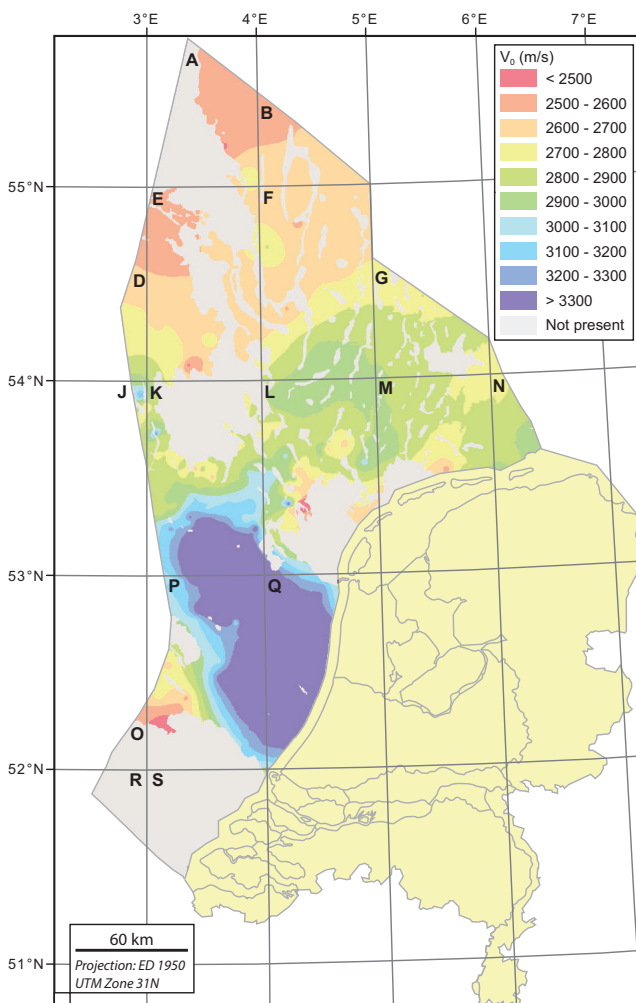 3°E 4°E 5°E 6°E 7°E
V₀ (m/s)
< 2500
2500 - 2600
2600 - 2700
2700 - 2800
2800 - 2900
2900 - 3000
3000 - 3100
3100 - 3200
3200 - 3300
> 3300
Not present
A
B
55°N
E F
D G
54°N
J K L M N
53°N
P Q
O
52°N
R S
51°N
60 km
Projection: ED 1950
UTM Zone 31N